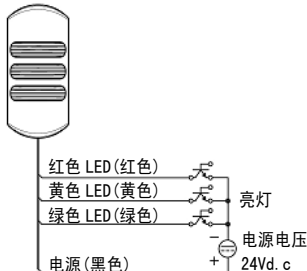 红色 LED(红色)
黄色 LED(黄色)
亮灯
绿色 LED(绿色)
电源电压
24Vd.c
电源(黑色)